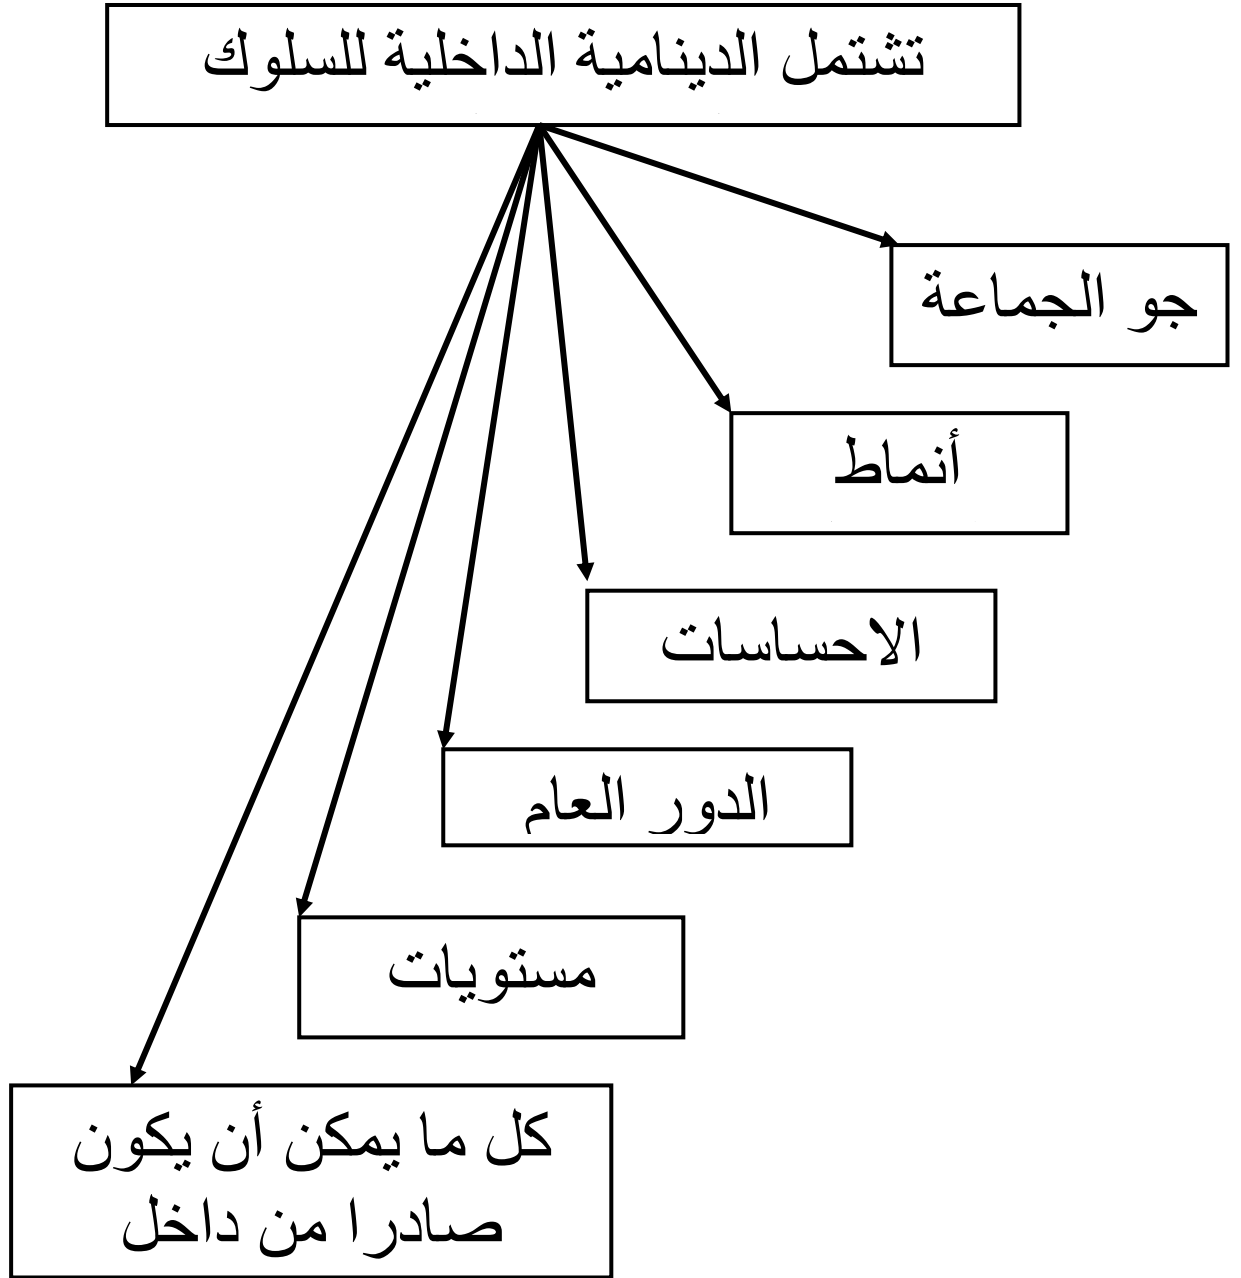 تشتمل الدينامية الداخلية للسلوك
جو الجماعة
أنماط
الاحساسات
الدور العام
مستويات
كل ما يمكن أن يكون
صادرا من داخل